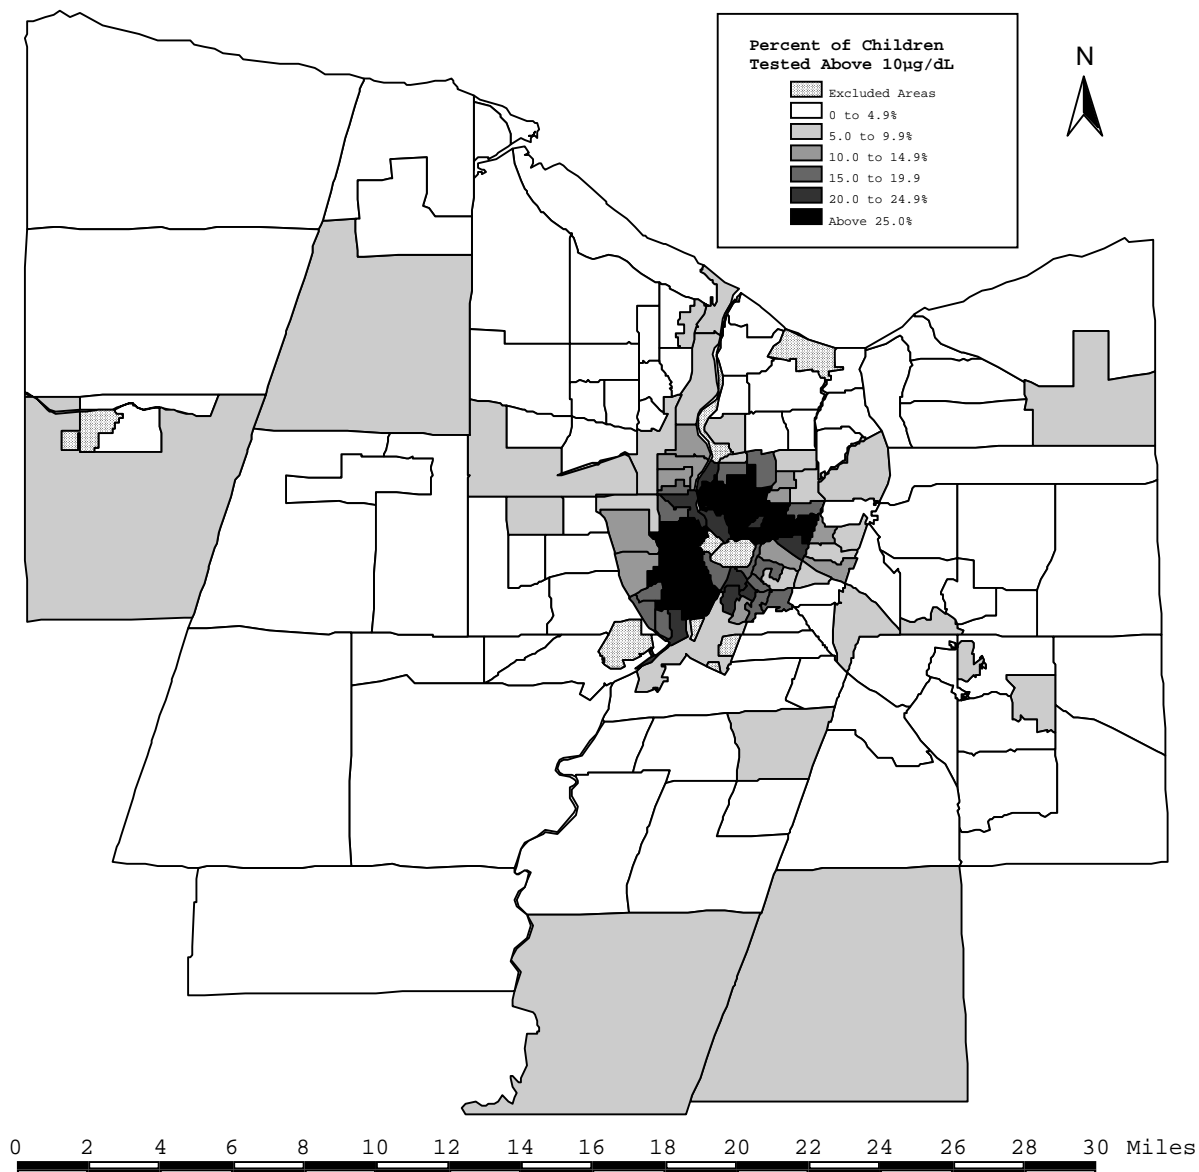 Percent of Children
Tested Above 10µg/dL
Excluded Areas
0 to 4.9%
5.0 to 9.9%
10.0 to 14.9%
15.0 to 19.9
20.0 to 24.9%
Above 25.0%
N
0 2 4 6 8 10 12 14 16 18 20 22 24 26 28 30 Miles